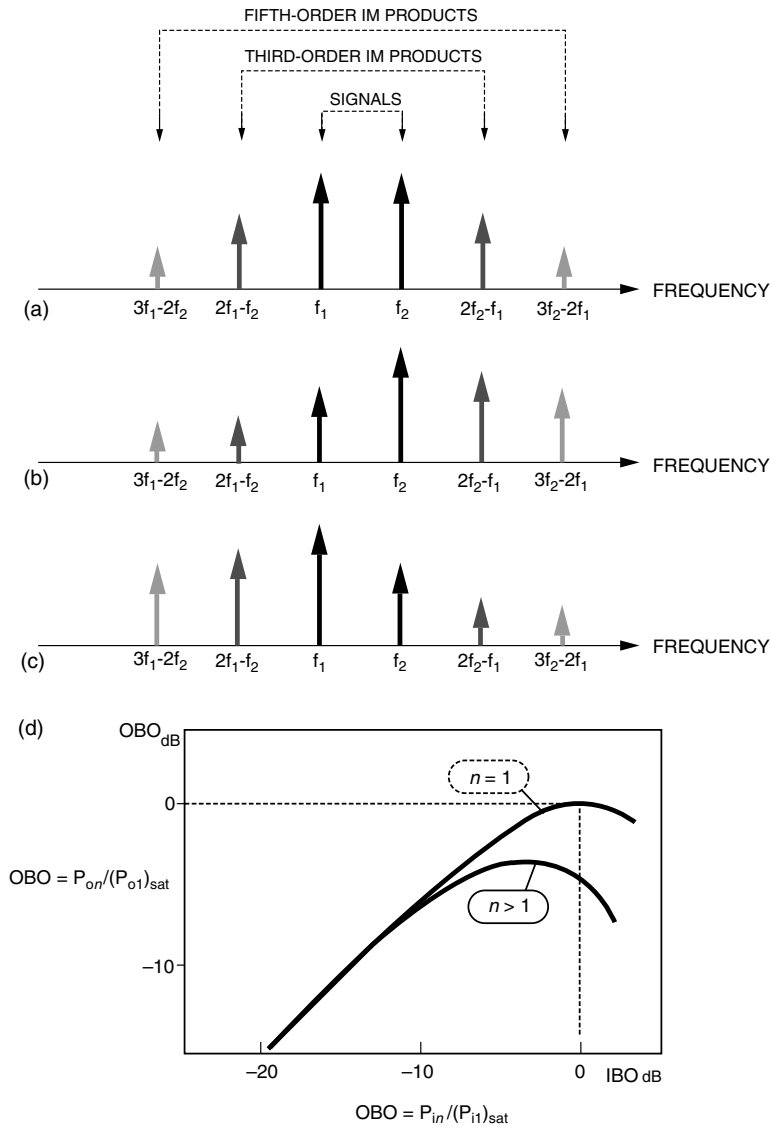 FIFTH-ORDER IM PRODUCTS
THIRD-ORDER IM PRODUCTS
SIGNALS
FREQUENCY
(a)
3f₁-2f₂ 2f₁-f₂ f₁ f₂ 2f₂-f₁ 3f₂-2f₁
FREQUENCY
(b)
3f₁-2f₂ 2f₁-f₂ f₁ f₂ 2f₂-f₁ 3f₂-2f₁
FREQUENCY
(c)
3f₁-2f₂ 2f₁-f₂ f₁ f₂ 2f₂-f₁ 3f₂-2f₁
(d)
OBO dB
n = 1
0
OBO = Pon/(Po1)sat
n > 1
–10
–20 –10 0 IBO dB
OBO = Pin/(Pi1)sat